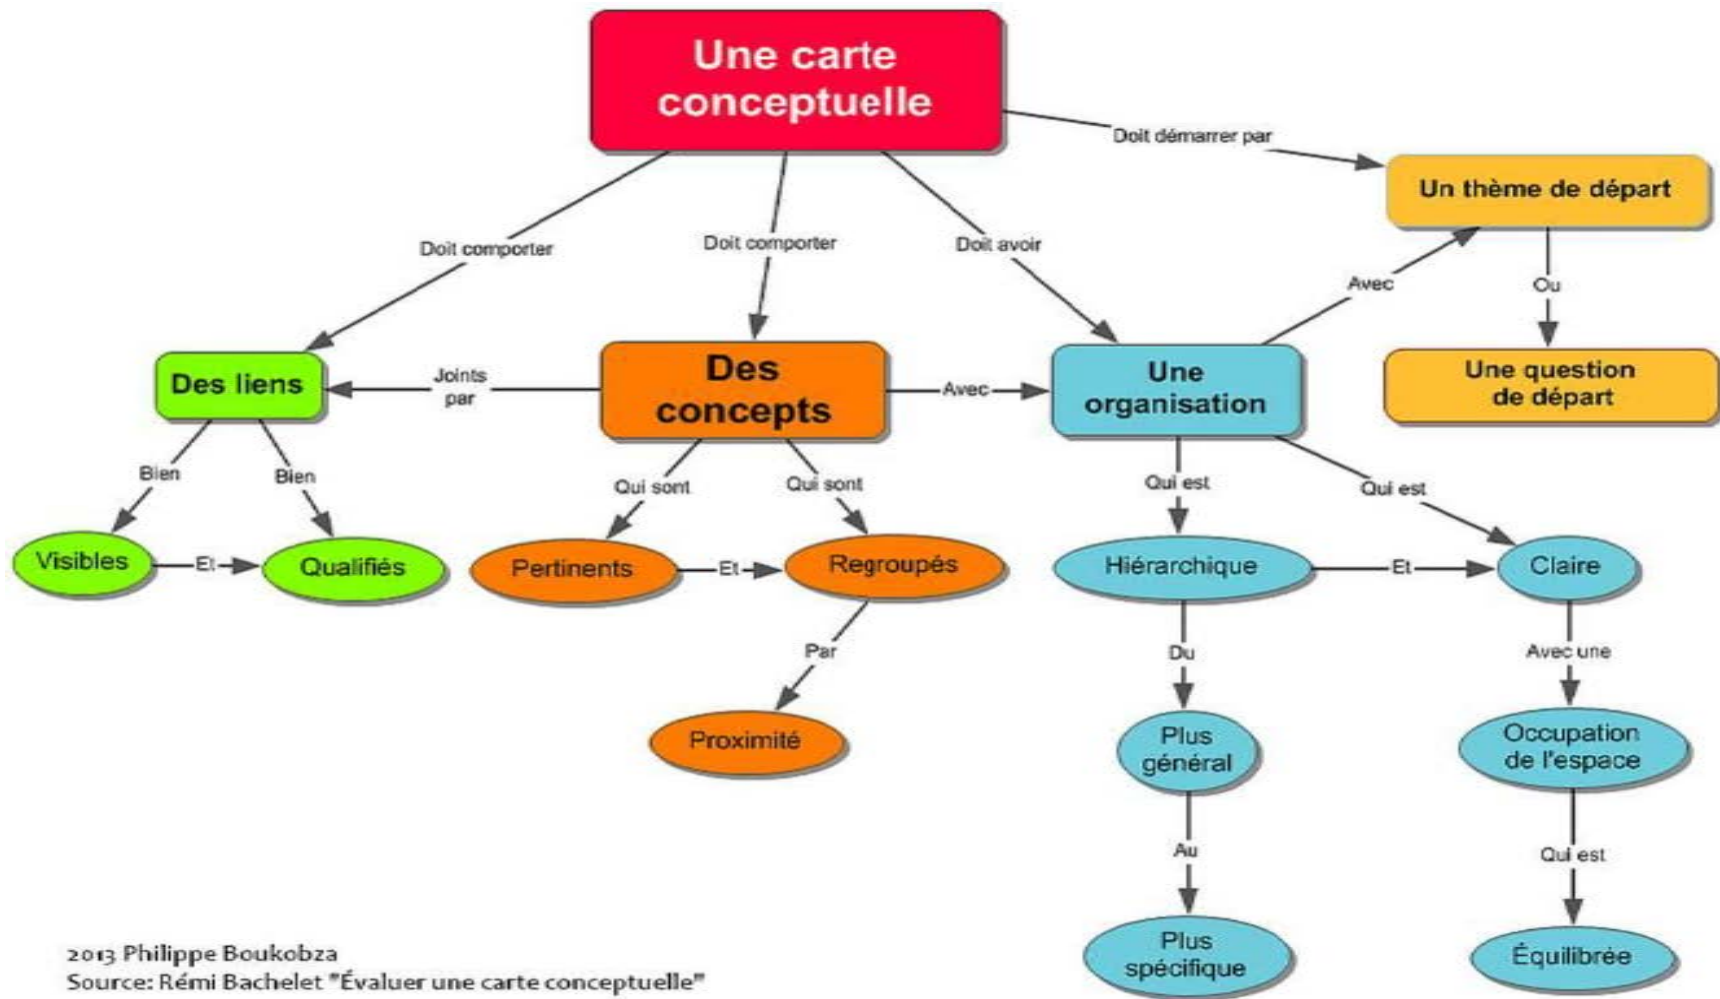 Une carte
conceptuelle
Doit démarrer par
Un thème de départ
Doit comporter
Doit comporter
Doit avoir
Avec
Ou
Des liens
Joints
par
Des
concepts
Avec
Une
organisation
Une question
de départ
Bien
Bien
Qui sont
Qui sont
Qui est
Qui est
Visibles
Et
Qualifiés
Pertinents
Et
Regroupés
Hiérarchique
Et
Claire
Par
Du
Avec une
Proximité
Plus
général
Occupation
de l'espace
Au
Qui est
Plus
spécifique
Équilibrée
2013 Philippe Boukobza
Source: Rémi Bachelet "Évaluer une carte conceptuelle"